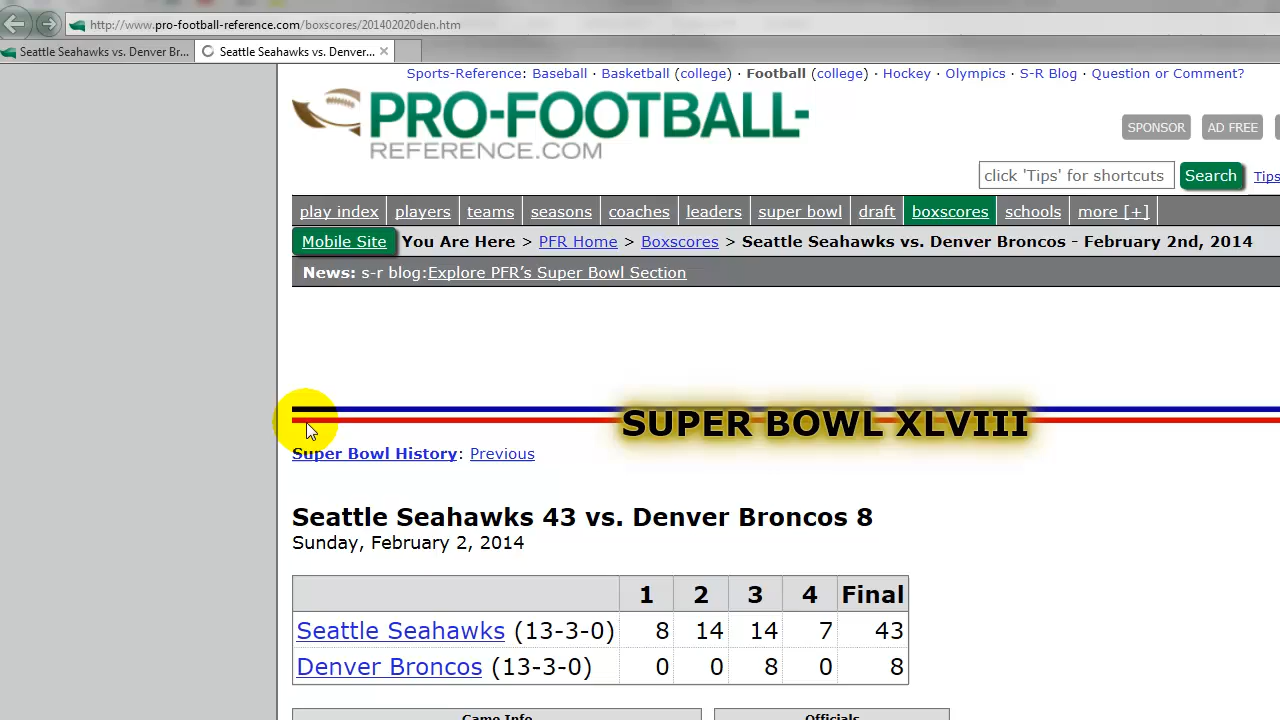 http://www.pro-football-reference.com/boxscores/201402020den.htm
Seattle Seahawks vs. Denver Br... Seattle Seahawks vs. Denver...
Sports-Reference: Baseball · Basketball (college) · Football (college) · Hockey · Olympics · S-R Blog · Question or Comment?
PRO-FOOTBALL-
REFERENCE.COM
SPONSOR AD FREE
click 'Tips' for shortcuts Search Tips
play index players teams seasons coaches leaders super bowl draft boxscores schools more [+]
Mobile Site You Are Here > PFR Home > Boxscores > Seattle Seahawks vs. Denver Broncos - February 2nd, 2014
News: s-r blog:Explore PFR's Super Bowl Section
SUPER BOWL XLVIII
Super Bowl History: Previous
Seattle Seahawks 43 vs. Denver Broncos 8
Sunday, February 2, 2014
1 2 3 4 Final
Seattle Seahawks (13-3-0) 8 14 14 7 43
Denver Broncos (13-3-0) 0 0 8 0 8
Game Info Officials